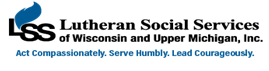 LSS Lutheran Social Services
of Wisconsin and Upper Michigan, Inc.
Act Compassionately. Serve Humbly. Lead Courageously.